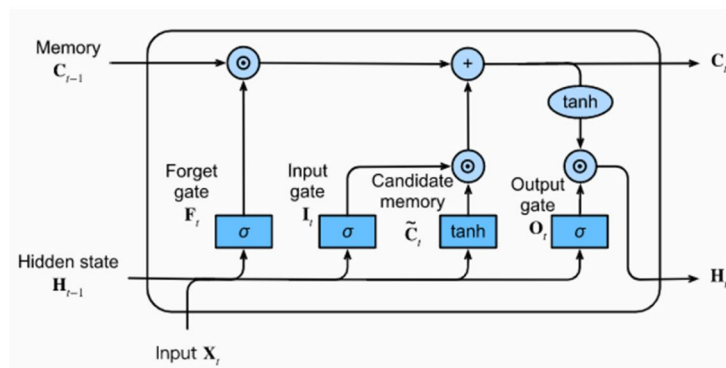 Memory
C_{t-1}
C_t
tanh
Forget
gate
F_t
Input
gate
I_t
Candidate
memory
C̃_t
Output
gate
O_t
σ
σ
tanh
σ
Hidden state
H_{t-1}
H_t
Input X_t